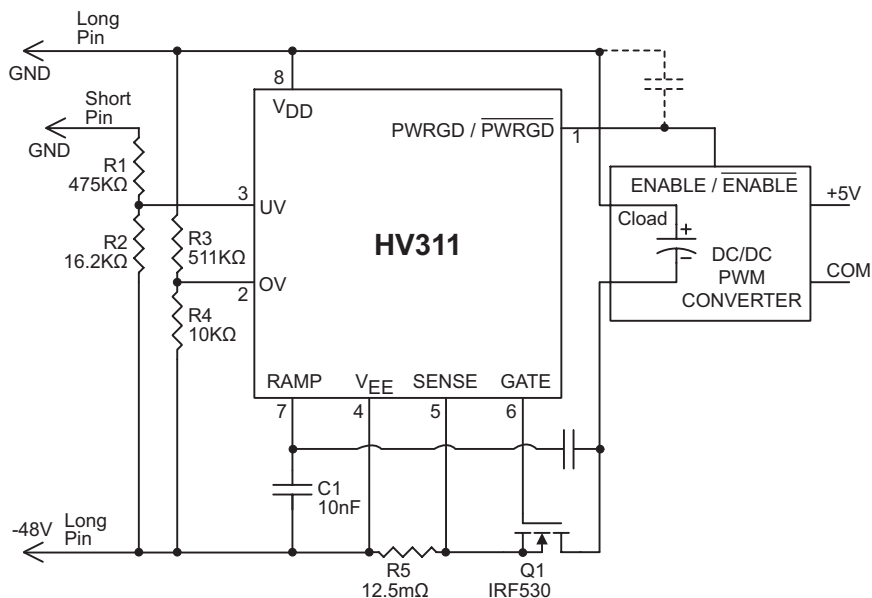 Long
Pin
GND
8
VDD
Short
Pin
GND
PWRGD / PWRGD
1
R1
475KΩ
ENABLE / ENABLE
+5V
3
UV
Cload
+
R2
16.2KΩ
R3
511KΩ
HV311
–
DC/DC
PWM
CONVERTER
COM
2
OV
R4
10KΩ
RAMP
VEE
SENSE
GATE
7
4
5
6
C1
10nF
-48V
Long
Pin
R5
12.5mΩ
Q1
IRF530